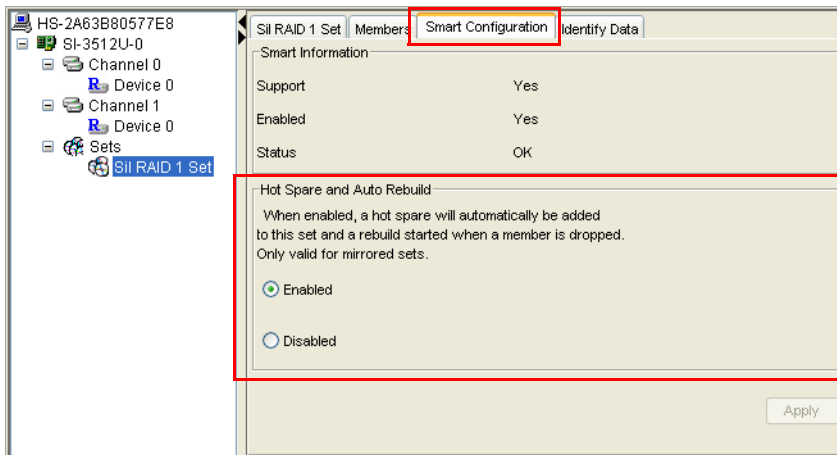 HS-2A63B80577E8
SI-3512U-0
Channel 0
R Device 0
Channel 1
R Device 0
Sets
Sil RAID 1 Set
Sil RAID 1 Set Members Smart Configuration Identify Data
Smart Information
Support Yes
Enabled Yes
Status OK
Hot Spare and Auto Rebuild
When enabled, a hot spare will automatically be added
to this set and a rebuild started when a member is dropped.
Only valid for mirrored sets.
Enabled
Disabled
Apply